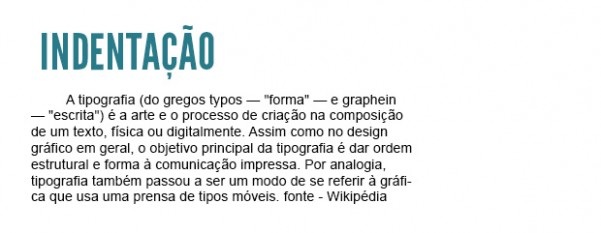 INDENTAÇÃO
A tipografia (do gregos typos — "forma" — e graphein
— "escrita") é a arte e o processo de criação na composição
de um texto, física ou digitalmente. Assim como no design
gráfico em geral, o objetivo principal da tipografia é dar ordem
estrutural e forma à comunicação impressa. Por analogia,
tipografia também passou a ser um modo de se referir à gráfi-
ca que usa uma prensa de tipos móveis. fonte - Wikipédia